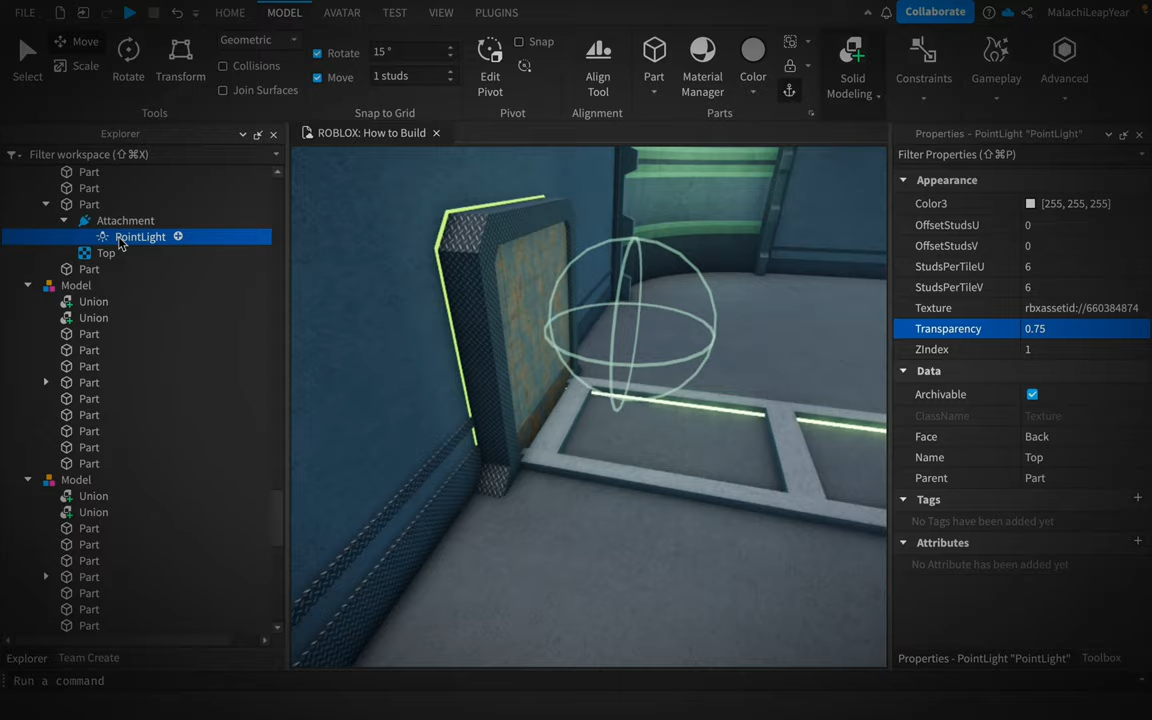 FILE HOME MODEL AVATAR TEST VIEW PLUGINS Collaborate MalachiLeapYear
Select
Move
Scale
Rotate
Transform
Tools
Geometric
Collisions
Join Surfaces
Rotate 15 °
Move 1 studs
Snap to Grid
Edit
Pivot
Snap
Pivot
Align
Tool
Alignment
Part
Material
Manager
Color
Parts
Solid
Modeling
Constraints
Gameplay
Advanced
Explorer
Filter workspace (⇧⌘X)
Part
Part
Part
Attachment
PointLight
Top
Part
Model
Union
Union
Part
Part
Part
Part
Part
Part
Part
Part
Part
Model
Union
Union
Part
Part
Part
Part
Part
Part
Part
Explorer Team Create
Run a command
ROBLOX: How to Build
Properties - PointLight "PointLight"
Filter Properties (⇧⌘P)
Appearance
Color3 [255, 255, 255]
OffsetStudsU 0
OffsetStudsV 0
StudsPerTileU 6
StudsPerTileV 6
Texture rbxassetid://660384874
Transparency 0.75
ZIndex 1
Data
Archivable
ClassName Texture
Face Back
Name Top
Parent Part
Tags
No Tags have been added yet
Attributes
No Attribute has been added yet
Properties - PointLight "PointLight" Toolbox